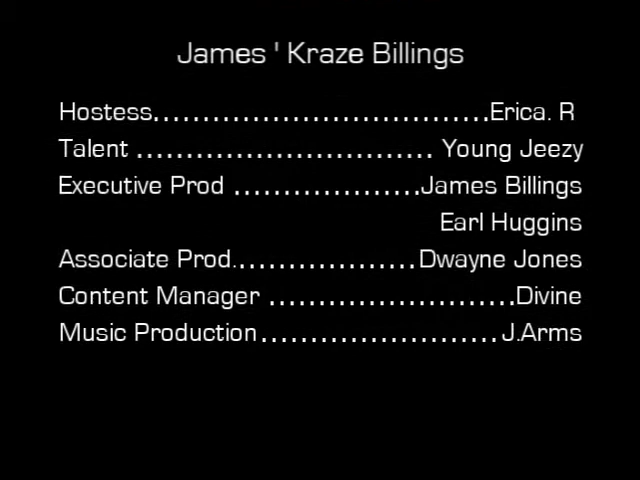 James ' Kraze Billings
Hostess..................................Erica. R
Talent .............................. Young Jeezy
Executive Prod ...................James Billings
Earl Huggins
Associate Prod...................Dwayne Jones
Content Manager .........................Divine
Music Production........................J.Arms